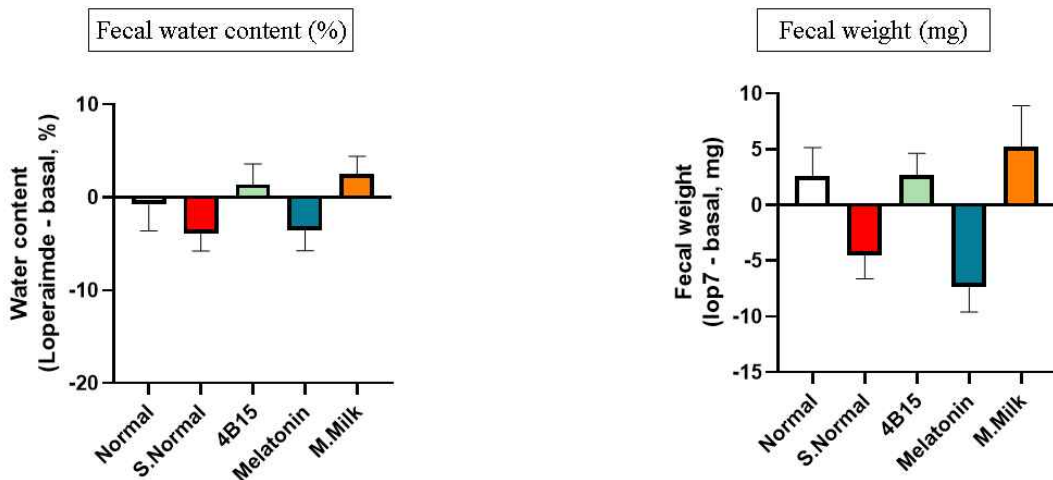 Fecal water content (%)
Water content
(Loperaimde - basal, %)
10
0
-10
-20
Normal
S.Normal
4B15
Melatonin
M.Milk
Fecal weight (mg)
Fecal weight
(lop7 - basal, mg)
10
5
0
-5
-10
-15
Normal
S.Normal
4B15
Melatonin
M.Milk